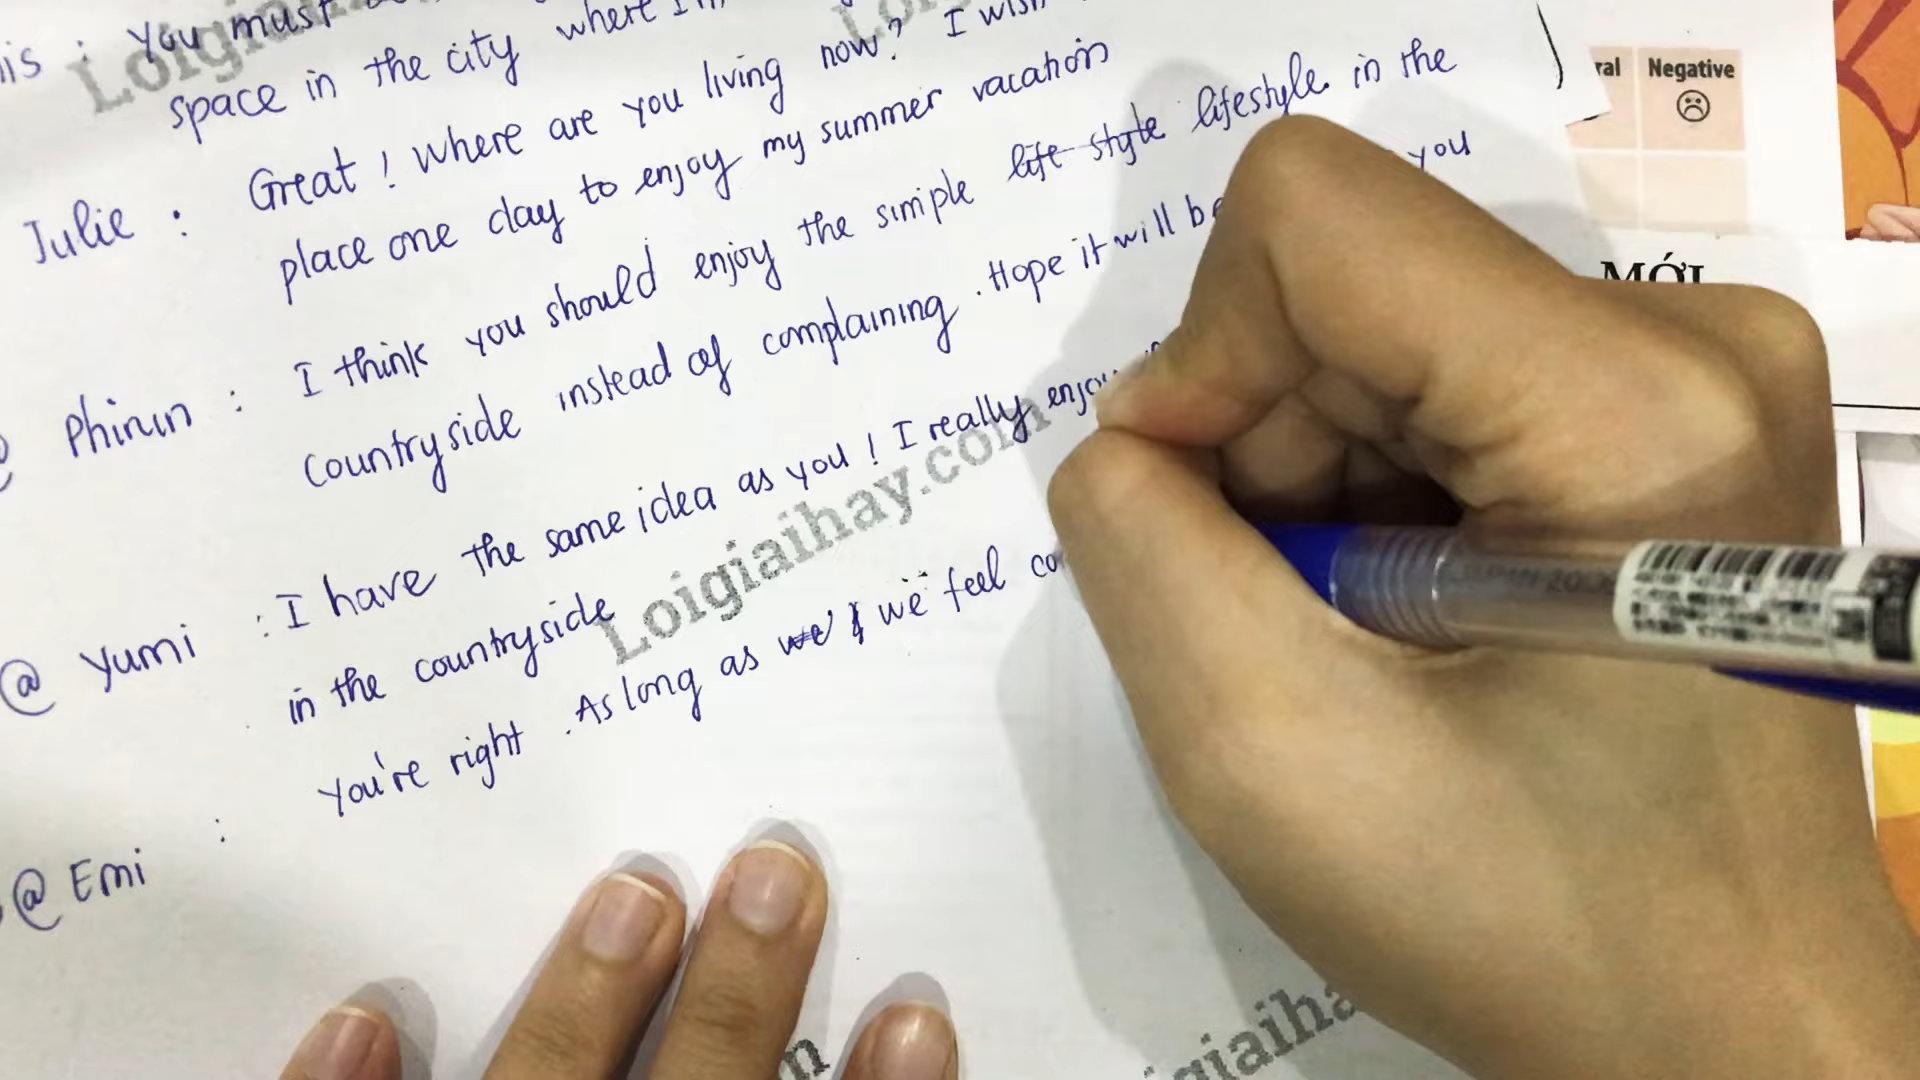 is : You must
space in the city where I'm
Julie : Great ! Where are you living now? I wish
place one day to enjoy my summer vacation
@ Phirun : I think you should enjoy the simple life style lifestyle in the
countryside instead of complaining . Hope it will be you
@ Yumi : I have the same idea as you ! I really enjoy
in the countryside
@ Emi : You're right . As long as we we feel co
Loigiaihay.com
Negative
MỚI